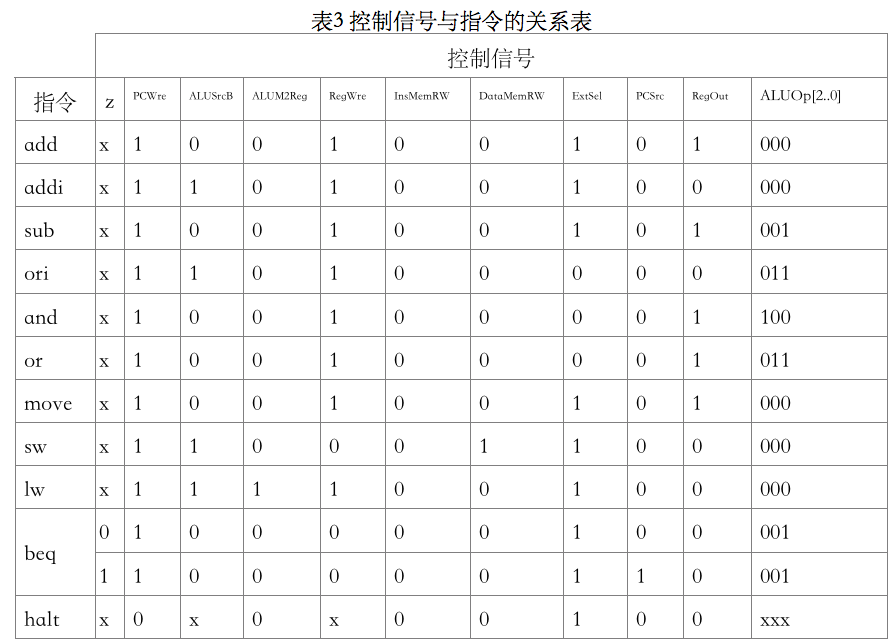 表3 控制信号与指令的关系表
控制信号
指令 z PCWre ALUSrcB ALUM2Reg RegWre InsMemRW DataMemRW ExtSel PCSrc RegOut ALUOp[2..0]
add x 1 0 0 1 0 0 1 0 1 000
addi x 1 1 0 1 0 0 1 0 0 000
sub x 1 0 0 1 0 0 1 0 1 001
ori x 1 1 0 1 0 0 0 0 0 011
and x 1 0 0 1 0 0 0 0 1 100
or x 1 0 0 1 0 0 0 0 1 011
move x 1 0 0 1 0 0 1 0 1 000
sw x 1 1 0 0 0 1 1 0 0 000
lw x 1 1 1 1 0 0 1 0 0 000
beq 0 1 0 0 0 0 0 1 0 0 001
1 1 0 0 0 0 0 1 1 0 001
halt x 0 x 0 x 0 0 1 0 0 xxx